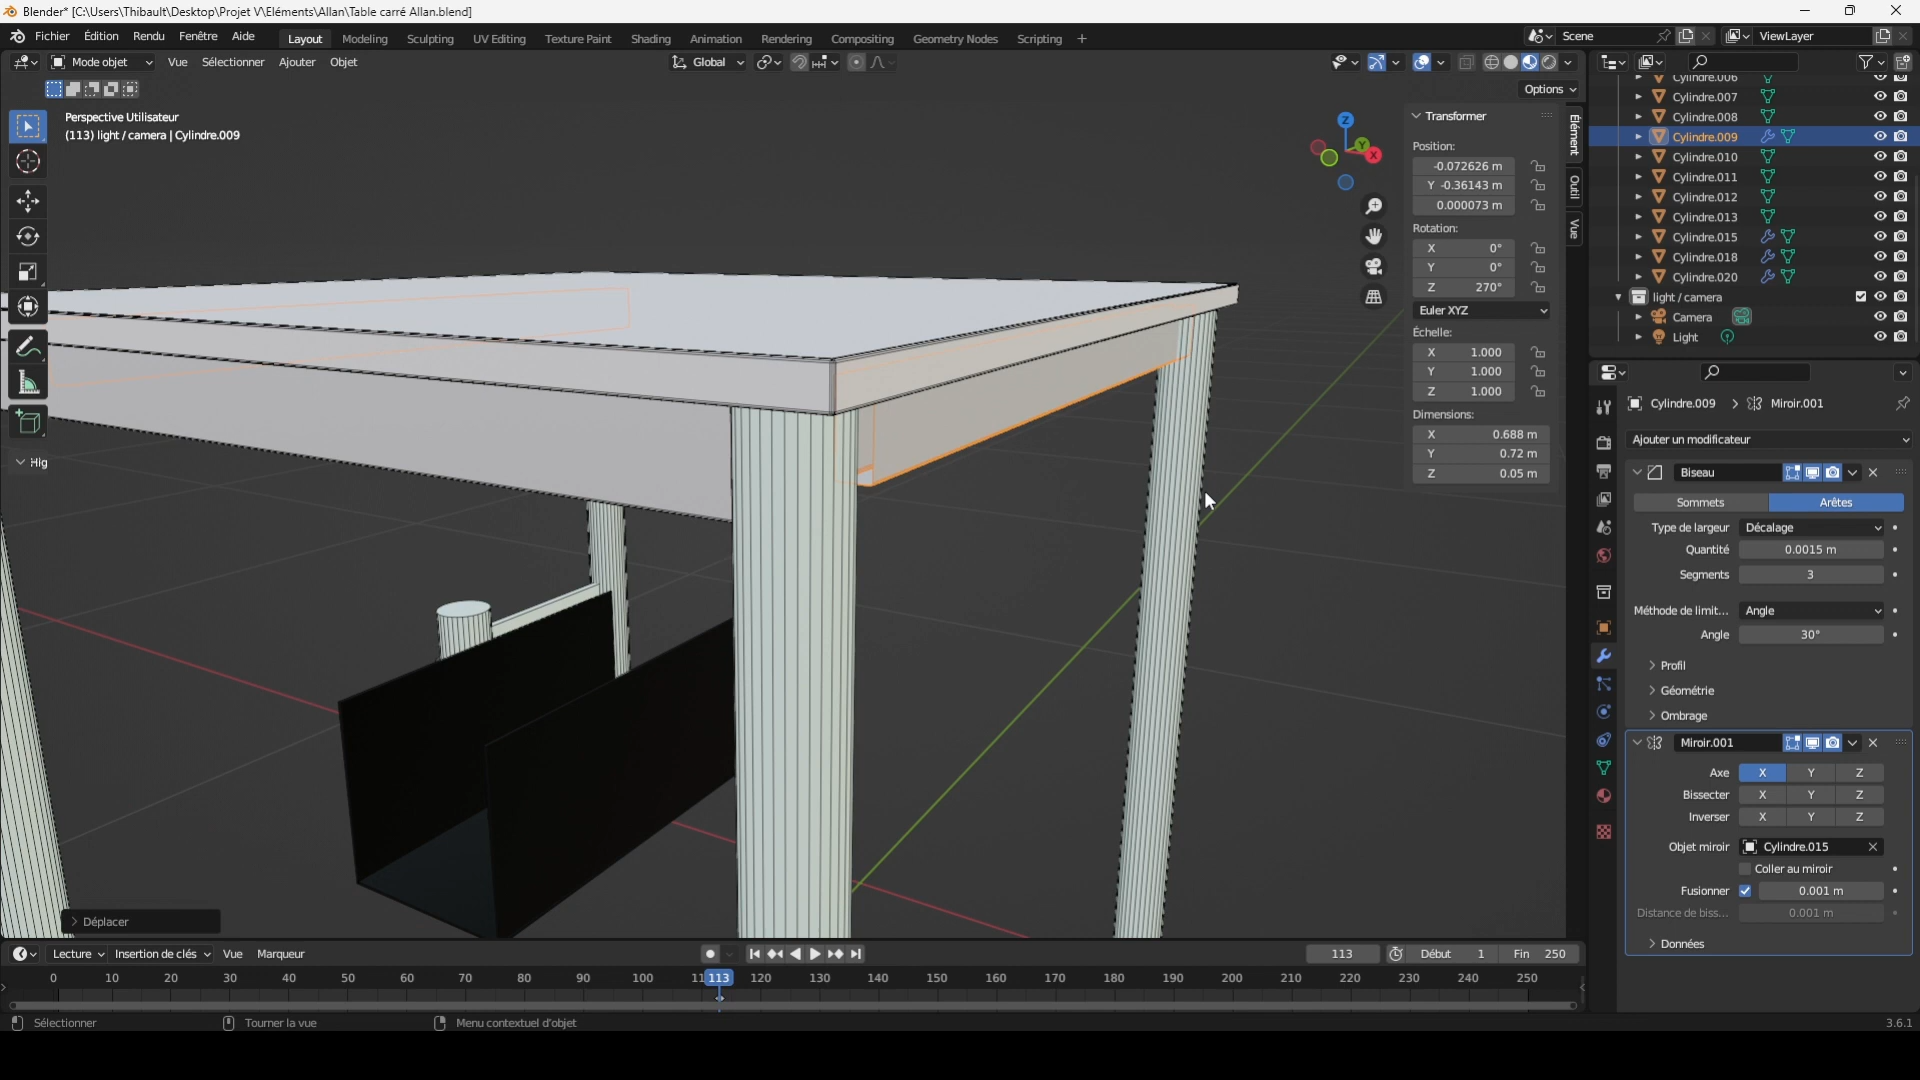 Blender* [C:\Users\Thibault\Desktop\Projet V\Eléments\Allan\Table carré Allan.blend]
Fichier Édition Rendu Fenêtre Aide Layout Modeling Sculpting UV Editing Texture Paint Shading Animation Rendering Compositing Geometry Nodes Scripting + Scene ViewLayer
Mode objet Vue Sélectionner Ajouter Objet Global
Options
Perspective Utilisateur
(113) light / camera | Cylindre.009
Z
Y
X
Hig
Déplacer
Transformer
Position:
-0.072626 m
Y -0.36143 m
0.000073 m
Rotation:
X 0°
Y 0°
Z 270°
Euler XYZ
Échelle:
X 1.000
Y 1.000
Z 1.000
Dimensions:
X 0.688 m
Y 0.72 m
Z 0.05 m
Élément
Outil
Vue
Cylindre.006
Cylindre.007
Cylindre.008
Cylindre.009
Cylindre.010
Cylindre.011
Cylindre.012
Cylindre.013
Cylindre.015
Cylindre.018
Cylindre.020
light / camera
Camera
Light
Cylindre.009 > Miroir.001
Ajouter un modificateur
Biseau
Sommets Arêtes
Type de largeur Décalage
Quantité 0.0015 m
Segments 3
Méthode de limit... Angle
Angle 30°
Profil
Géométrie
Ombrage
Miroir.001
Axe X Y Z
Bissecter X Y Z
Inverser X Y Z
Objet miroir Cylindre.015
Coller au miroir
Fusionner 0.001 m
Distance de biss... 0.001 m
Données
Lecture Insertion de clés Vue Marqueur 113 Début 1 Fin 250
0 10 20 30 40 50 60 70 80 90 100 11 113 120 130 140 150 160 170 180 190 200 210 220 230 240 250
Sélectionner Tourner la vue Menu contextuel d'objet 3.6.1